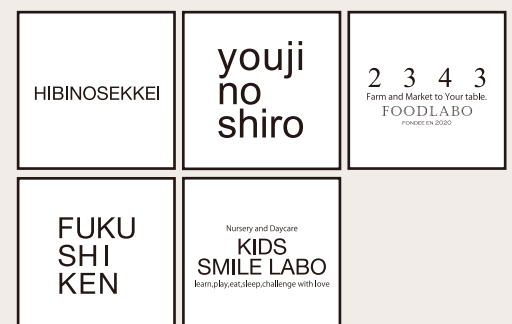 HIBINOSEKKEI
youji
no
shiro
2 3 4 3
Farm and Market to Your table.
FOODLABO
FONDEE EN 2020
FUKU
SHI
KEN
Nursery and Daycare
KIDS
SMILE LABO
learn,play,eat,sleep,challenge with love